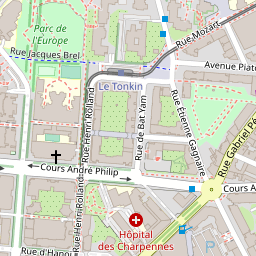 Parc de
l'Europe
Rue Jacques Brel
Rue Mozart
Avenue Piato
Le Tonkin
Rue Henri Rolland
Rue de Bat Yam
Rue Étienne Gagnaire
Rue Gabriel Pé
Cours André Philip
Cours A
Rue Henri Rolland
Hôpital
des Charpennes
Rue d'Hano